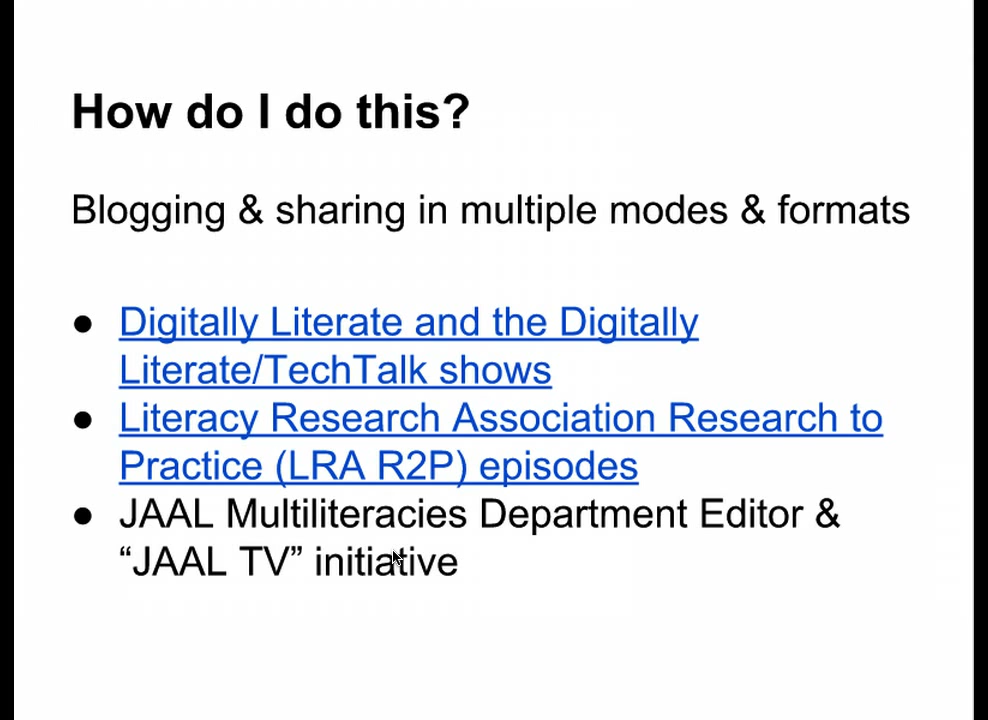 How do I do this?
Blogging & sharing in multiple modes & formats
● Digitally Literate and the Digitally
Literate/TechTalk shows
● Literacy Research Association Research to
Practice (LRA R2P) episodes
● JAAL Multiliteracies Department Editor &
“JAAL TV” initiative